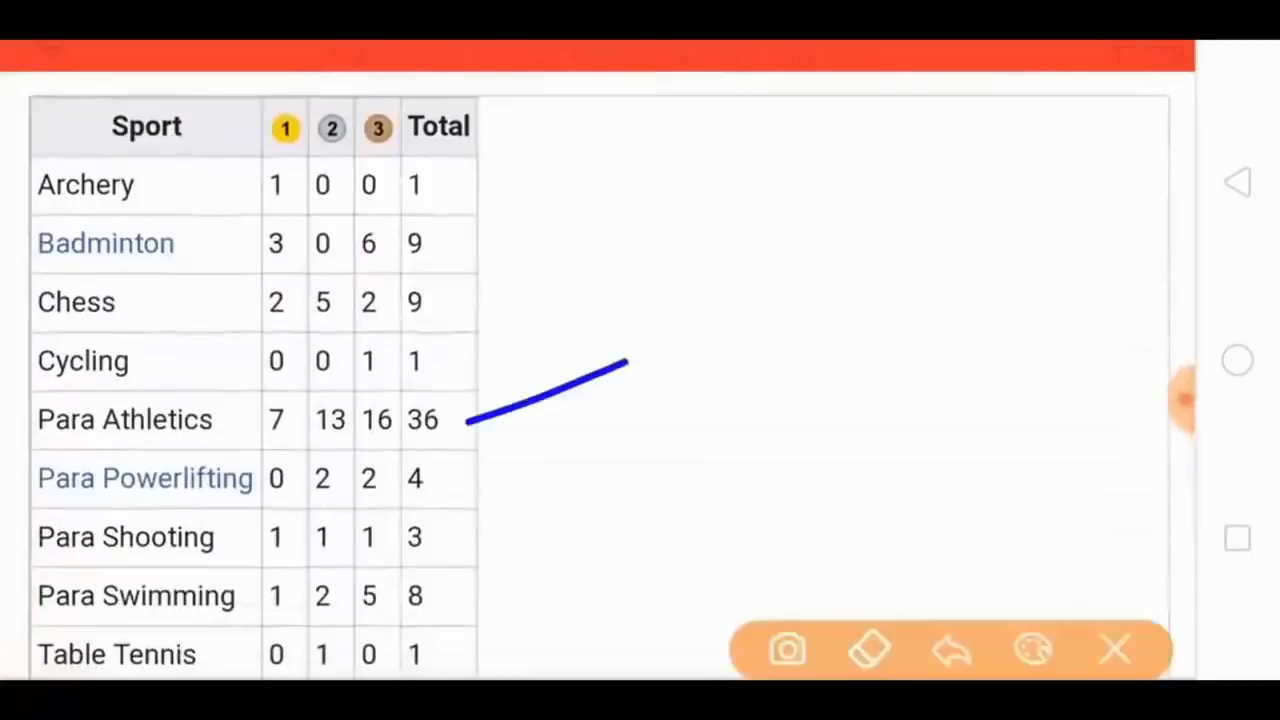 Sport 1 2 3 Total
Archery 1 0 0 1
Badminton 3 0 6 9
Chess 2 5 2 9
Cycling 0 0 1 1
Para Athletics 7 13 16 36
Para Powerlifting 0 2 2 4
Para Shooting 1 1 1 3
Para Swimming 1 2 5 8
Table Tennis 0 1 0 1